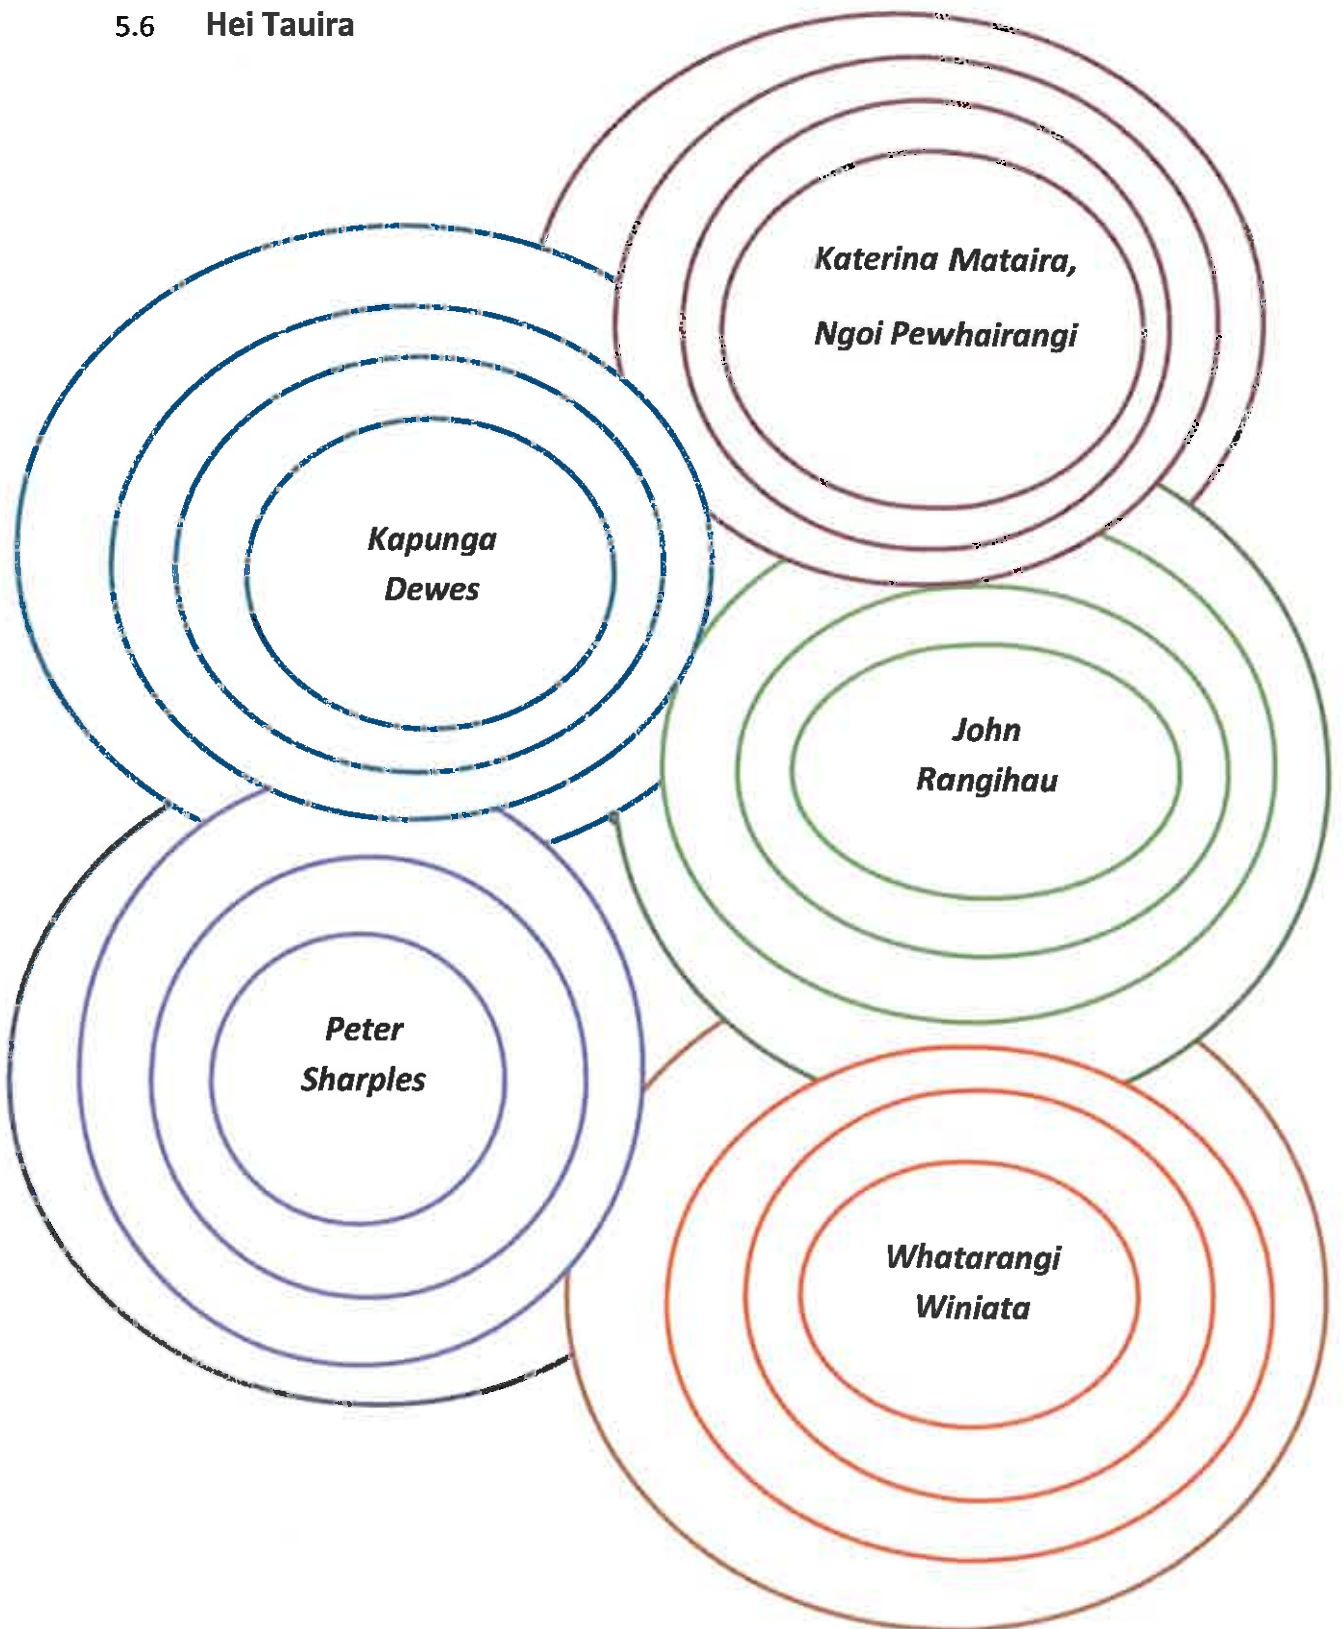 5.6 Hei Tauira
Katerina Mataira,
Ngoi Pewhairangi
Kapunga
Dewes
John
Rangihau
Peter
Sharples
Whatarangi
Winiata